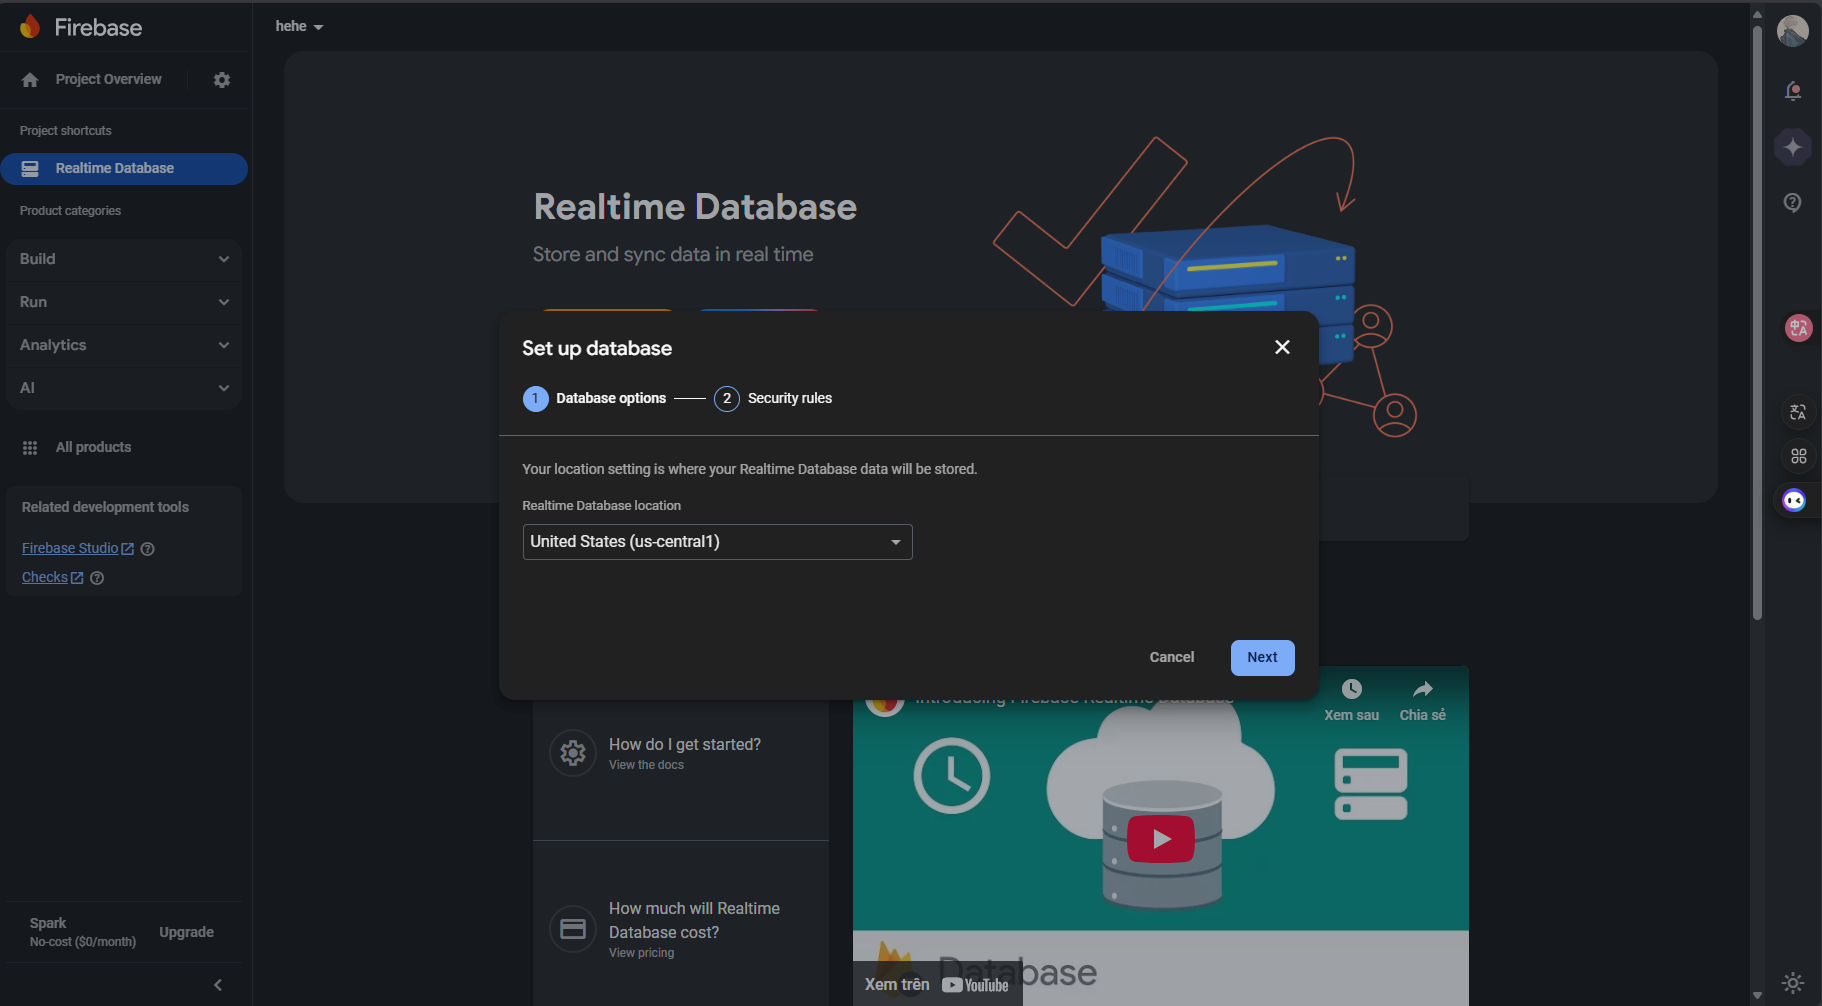 Firebase
hehe
Project Overview
Project shortcuts
Realtime Database
Product categories
Build
Run
Analytics
AI
All products
Related development tools
Firebase Studio
Checks
Spark
No-cost ($0/month)
Upgrade
Realtime Database
Store and sync data in real time
Set up database
1 Database options
2 Security rules
Your location setting is where your Realtime Database data will be stored.
Realtime Database location
United States (us-central1)
Cancel
Next
How do I get started?
View the docs
How much will Realtime
Database cost?
View pricing
Introducing Firebase Realtime Database
Xem sau
Chia sẻ
Database
Xem trên YouTube